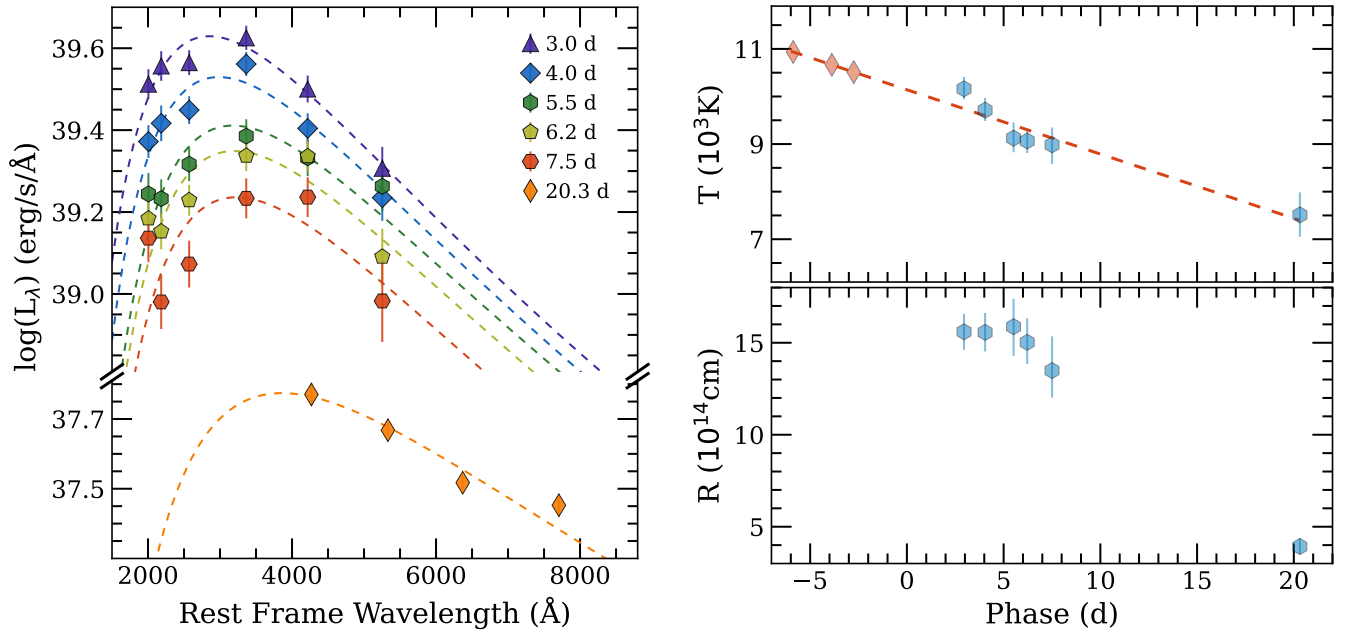 39.6
39.4
39.2
39.0
37.7
37.5
log(Lλ) (erg/s/Å)
3.0 d
4.0 d
5.5 d
6.2 d
7.5 d
20.3 d
2000 4000 6000 8000
Rest Frame Wavelength (Å)
11
9
7
T (10³K)
15
10
5
R (10¹⁴cm)
−5 0 5 10 15 20
Phase (d)